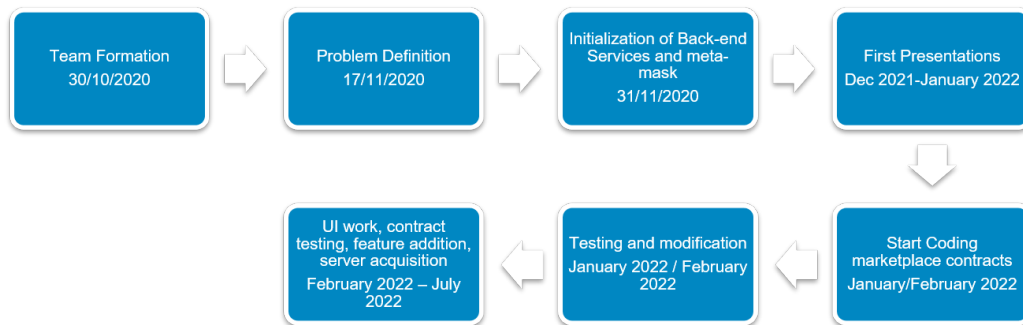 Team Formation
30/10/2020
Problem Definition
17/11/2020
Initialization of Back-end
Services and meta-
mask
31/11/2020
First Presentations
Dec 2021-January 2022
Start Coding
marketplace contracts
January/February 2022
Testing and modification
January 2022 / February
2022
UI work, contract
testing, feature addition,
server acquisition
February 2022 – July
2022